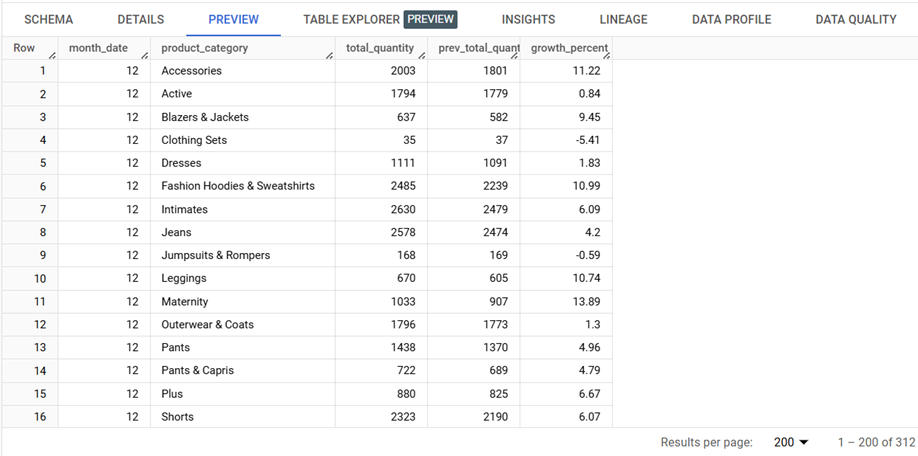 SCHEMA DETAILS PREVIEW TABLE EXPLORER PREVIEW INSIGHTS LINEAGE DATA PROFILE DATA QUALITY
Row month_date product_category total_quantity prev_total_quant growth_percent
1 12 Accessories 2003 1801 11.22
2 12 Active 1794 1779 0.84
3 12 Blazers & Jackets 637 582 9.45
4 12 Clothing Sets 35 37 -5.41
5 12 Dresses 1111 1091 1.83
6 12 Fashion Hoodies & Sweatshirts 2485 2239 10.99
7 12 Intimates 2630 2479 6.09
8 12 Jeans 2578 2474 4.2
9 12 Jumpsuits & Rompers 168 169 -0.59
10 12 Leggings 670 605 10.74
11 12 Maternity 1033 907 13.89
12 12 Outerwear & Coats 1796 1773 1.3
13 12 Pants 1438 1370 4.96
14 12 Pants & Capris 722 689 4.79
15 12 Plus 880 825 6.67
16 12 Shorts 2323 2190 6.07
Results per page: 200 1 – 200 of 312